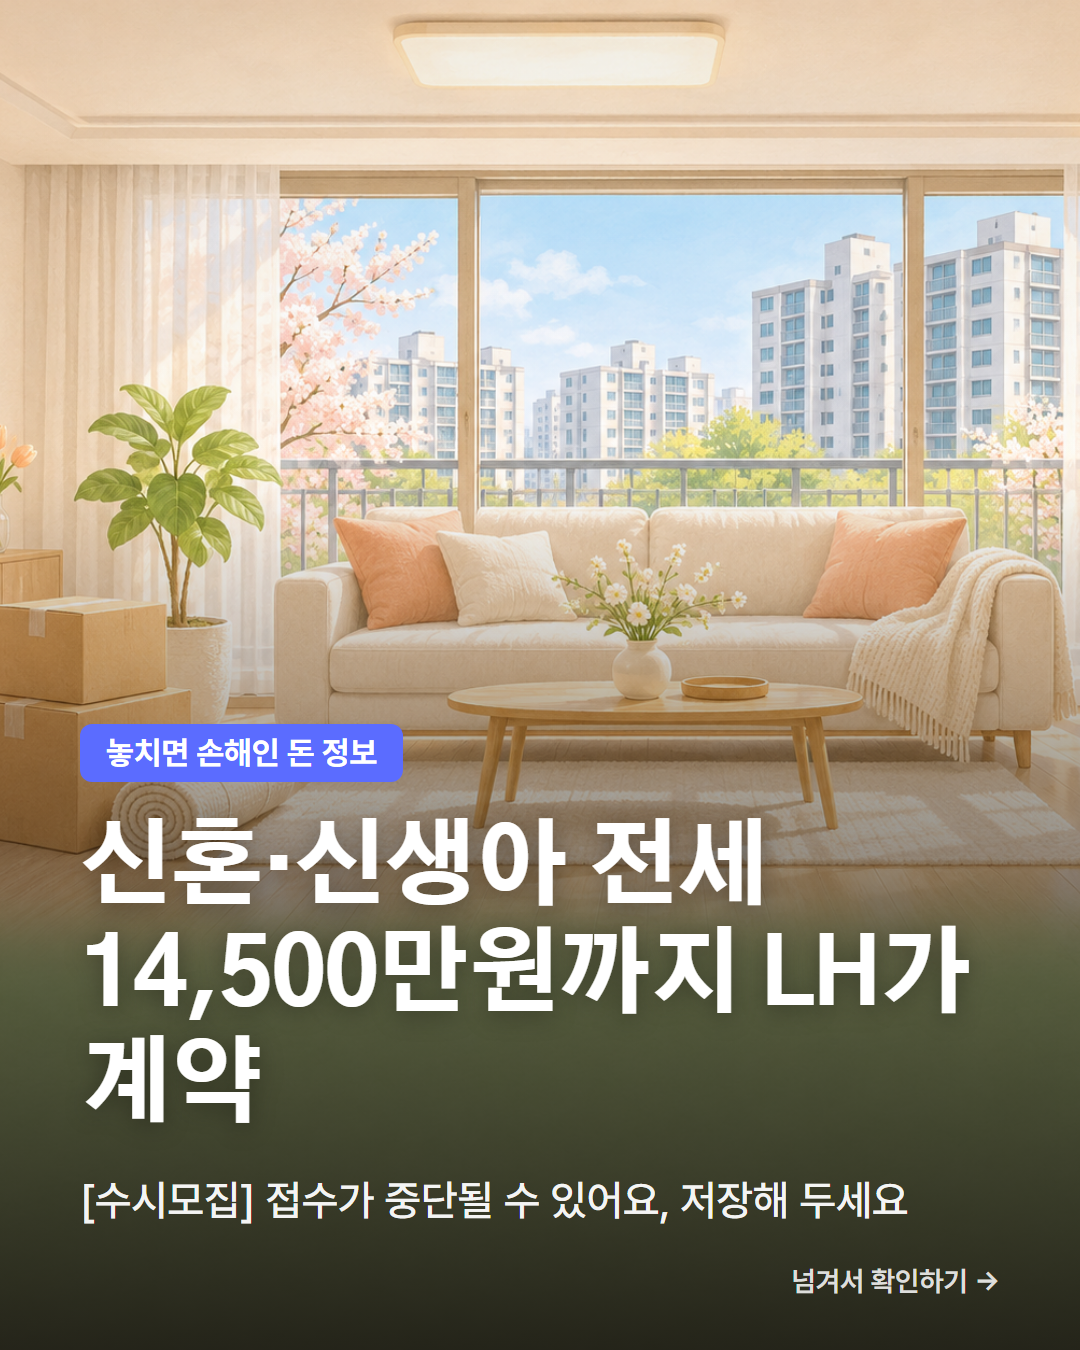 놓치면 손해인 돈 정보
신혼·신생아 전세
14,500만원까지 LH가
계약
[수시모집] 접수가 중단될 수 있어요, 저장해 두세요
넘겨서 확인하기 →